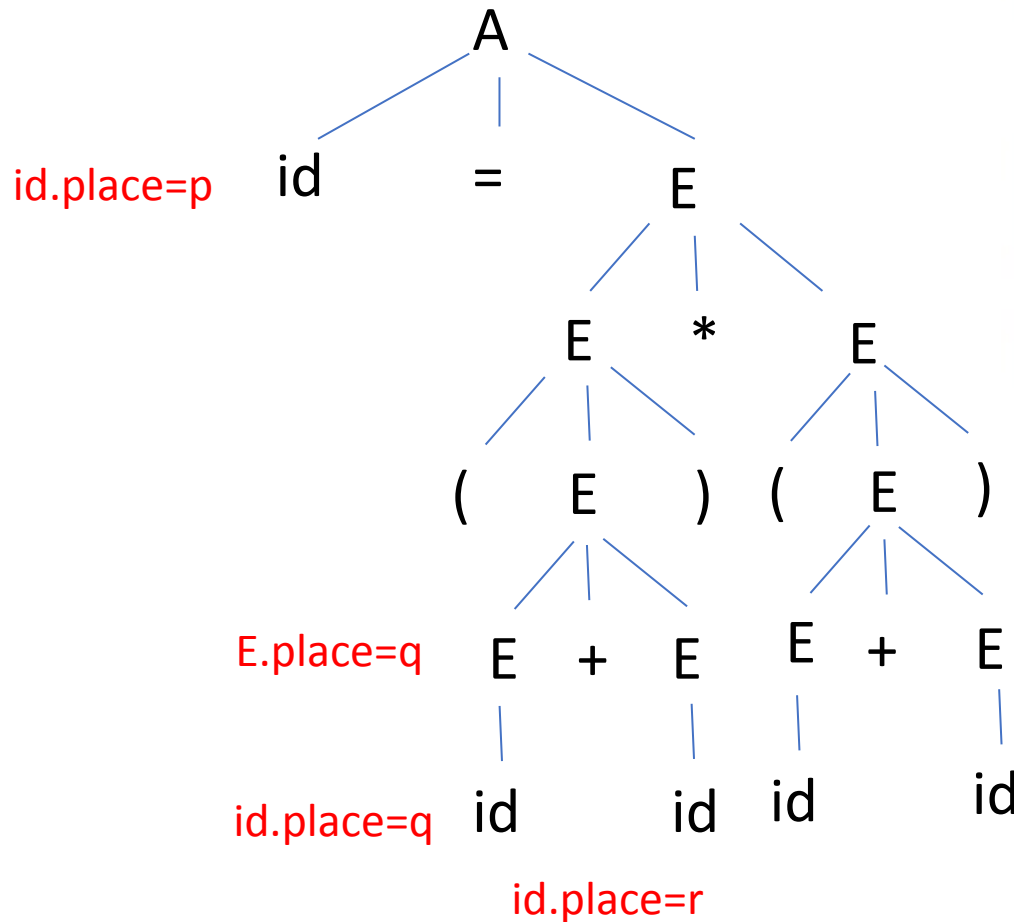 A
id.place=p id = E
E * E
( E ) ( E )
E.place=q E + E E + E
id.place=q id id id id
id.place=r